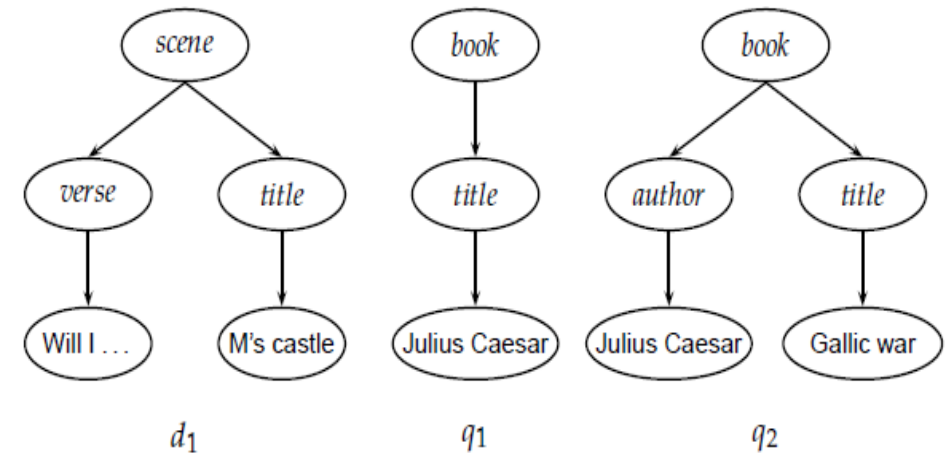 scene book book
verse title title author title
Will I . . . M's castle Julius Caesar Julius Caesar Gallic war
d1 q1 q2